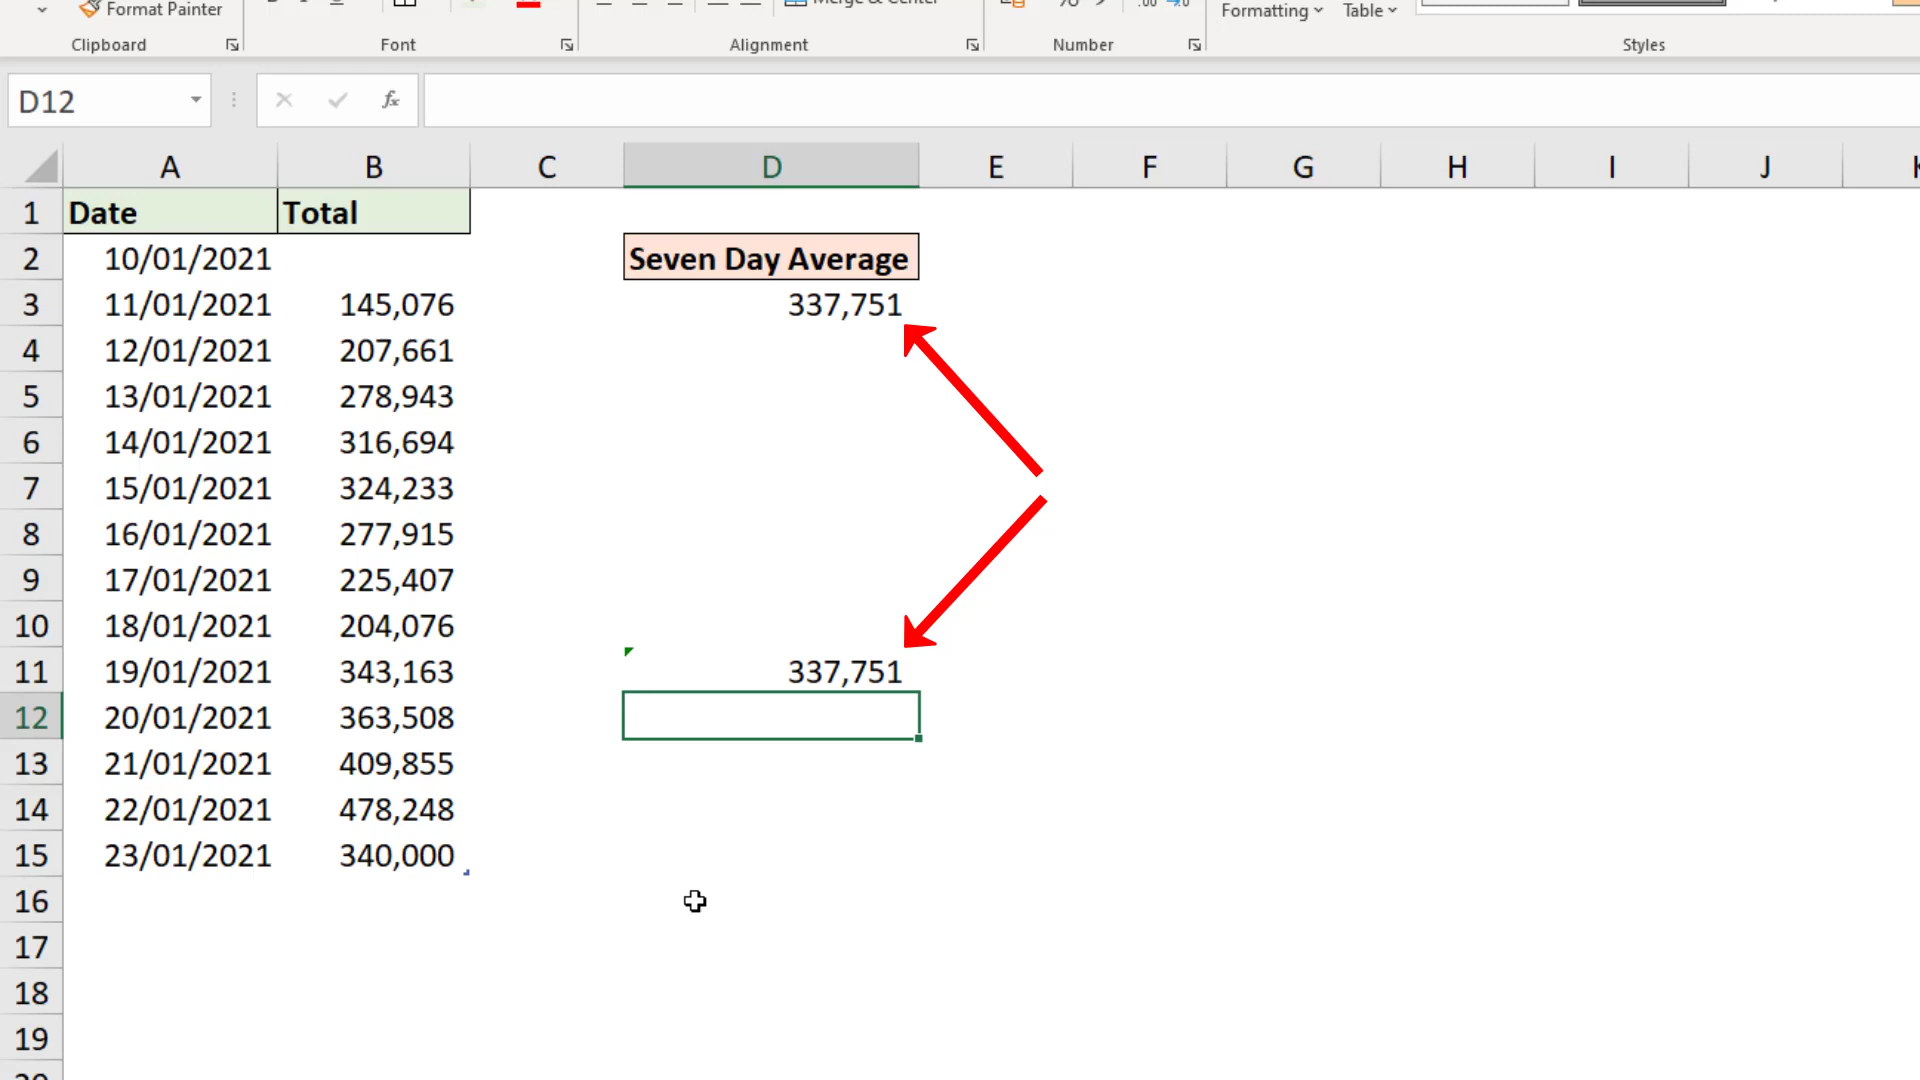 Format Painter
Merge & Center
Formatting
Table
Clipboard Font Alignment Number Styles
D12 fx
A B C D E F G H I J
1 Date Total
2 10/01/2021 Seven Day Average
3 11/01/2021 145,076 337,751
4 12/01/2021 207,661
5 13/01/2021 278,943
6 14/01/2021 316,694
7 15/01/2021 324,233
8 16/01/2021 277,915
9 17/01/2021 225,407
10 18/01/2021 204,076
11 19/01/2021 343,163 337,751
12 20/01/2021 363,508
13 21/01/2021 409,855
14 22/01/2021 478,248
15 23/01/2021 340,000
16
17
18
19